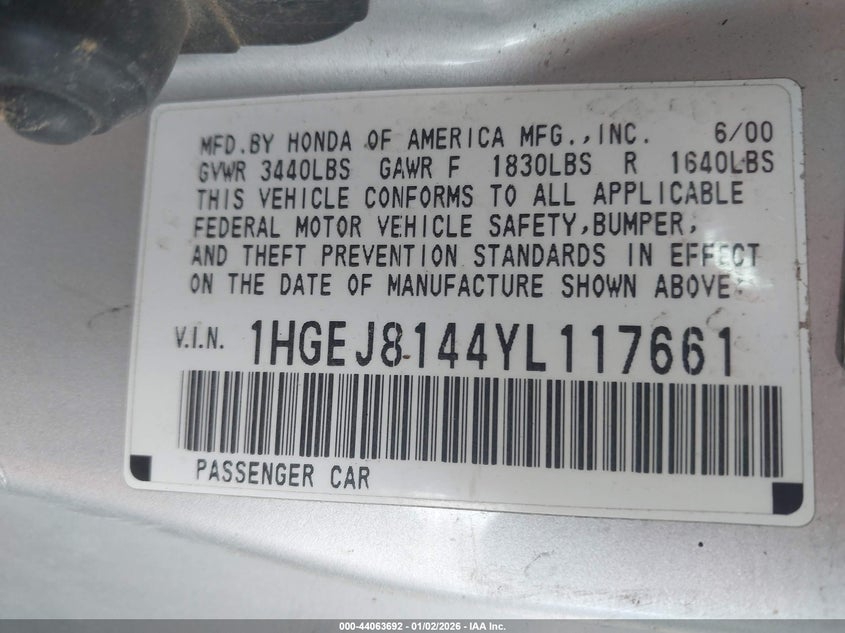 MFD.BY HONDA OF AMERICA MFG.,INC. 6/00
GVWR 3440LBS GAWR F 1830LBS R 1640LBS
THIS VEHICLE CONFORMS TO ALL APPLICABLE
FEDERAL MOTOR VEHICLE SAFETY,BUMPER,
AND THEFT PREVENTION STANDARDS IN EFFECT
ON THE DATE OF MANUFACTURE SHOWN ABOVE.
V.I.N. 1HGEJ8144YL117661
PASSENGER CAR
000-44063692 - 01/02/2026 - IAA Inc.